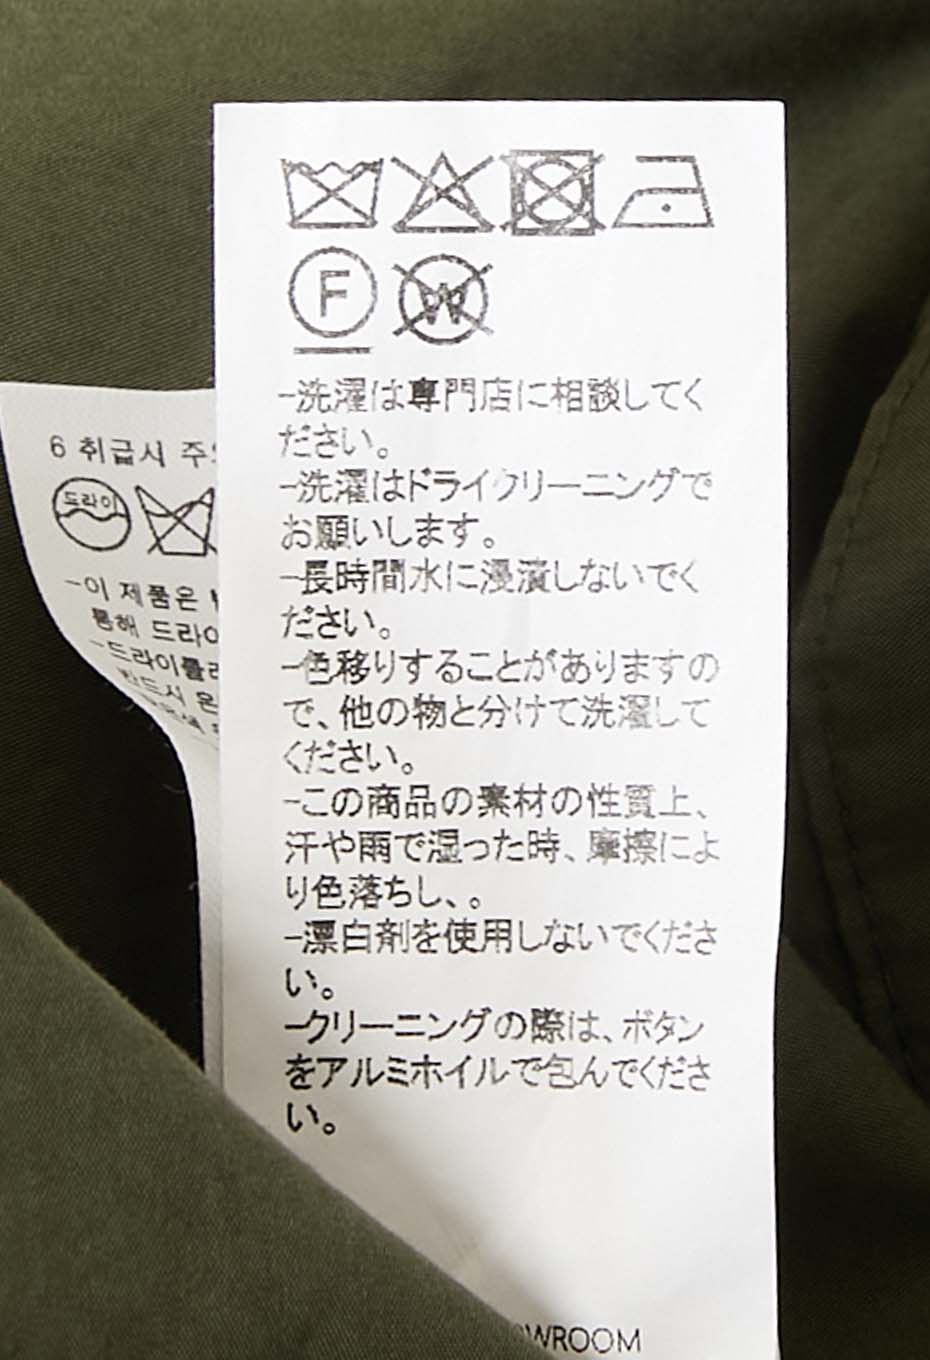 F
W
-洗濯は専門店に相談してく
ださい。
-洗濯はドライクリーニングで
お願いします。
-長時間水に浸漬しないでく
ださい。
-色移りすることがありますの
で、他の物と分けて洗濯して
ください。
-この商品の素材の性質上、
汗や雨で湿った時、摩擦によ
り色落ちし、。
-漂白剤を使用しないでくださ
い。
-クリーニングの際は、ボタン
をアルミホイルで包んでくださ
い。
OWROOM
6 취급시 주
드라이
-이 제품은
통해 드라이
-드라이클리
반드시 온